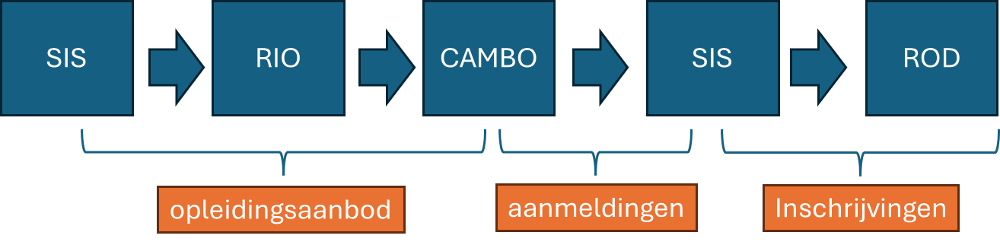 SIS
RIO
CAMBO
SIS
ROD
opleidingsaanbod
aanmeldingen
Inschrijvingen